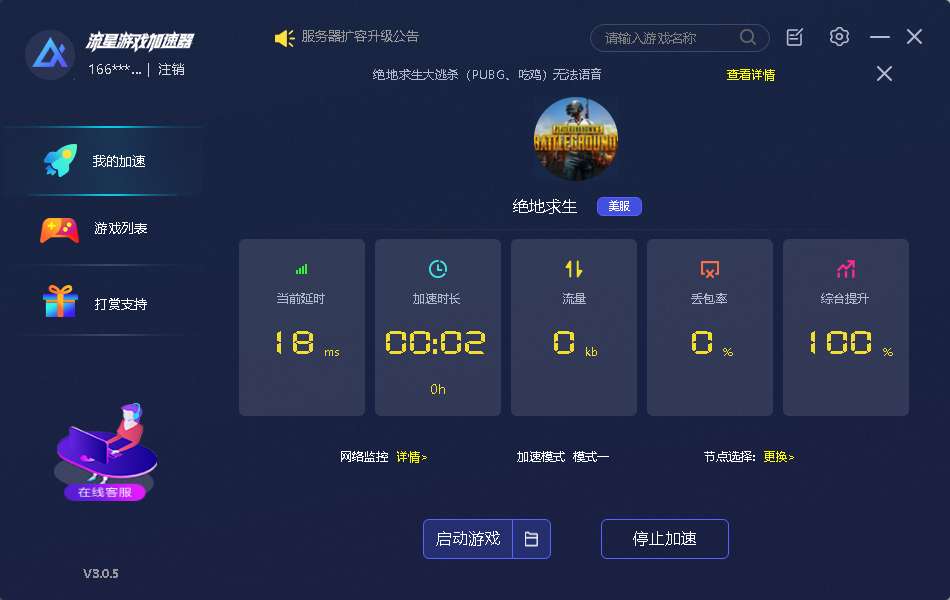 流星游戏加速器
166***... | 注销
服务器扩容升级公告
请输入游戏名称
绝地求生大逃杀（PUBG、吃鸡）无法语音 查看详情
我的加速
游戏列表
打赏支持
在线客服
V3.0.5
BATTLEGROUND
绝地求生 美服
当前延时
18 ms
加速时长
00:02
0h
流量
0 kb
丢包率
0 %
综合提升
100 %
网络监控 详情>
加速模式 模式一
节点选择: 更换>
启动游戏
停止加速